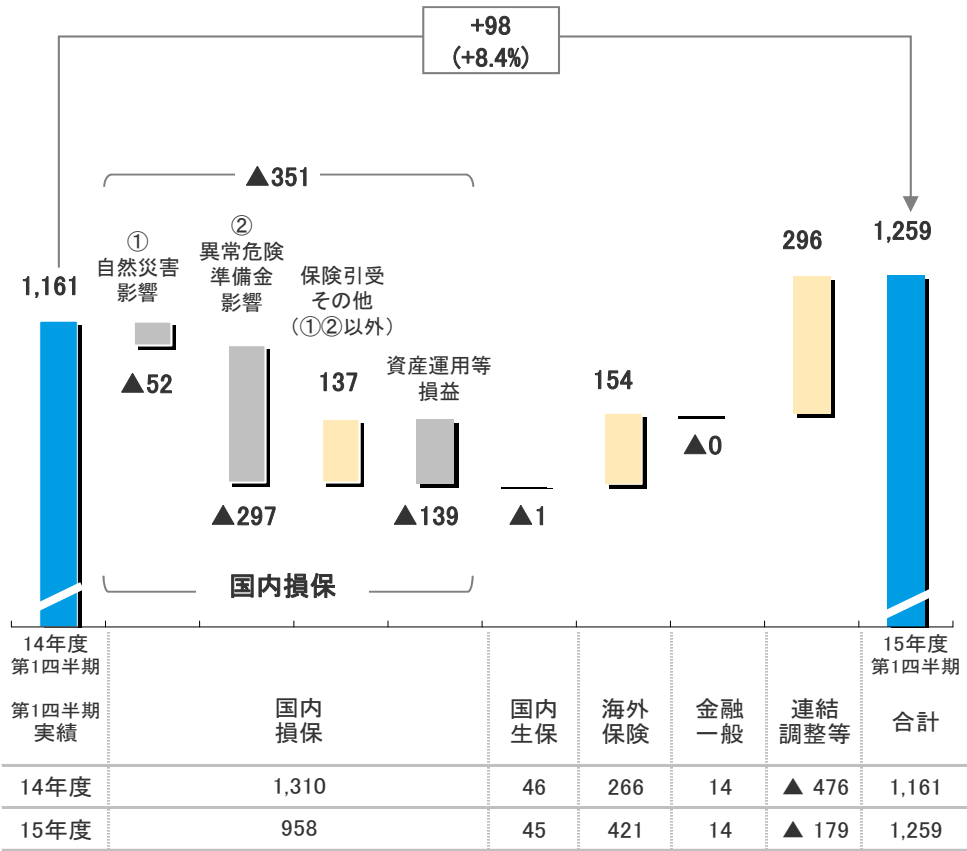 +98
(+8.4%)
▲351
1,161
①
自然災害
影響
▲52
②
異常危険
準備金
影響
▲297
保険引受
その他
(①②以外)
137
資産運用等
損益
▲139
▲1
154
▲0
296
1,259
国内損保
14年度
第1四半期
15年度
第1四半期
第1四半期
実績
国内
損保
国内
生保
海外
保険
金融
一般
連結
調整等
合計
14年度 1,310 46 266 14 ▲ 476 1,161
15年度 958 45 421 14 ▲ 179 1,259